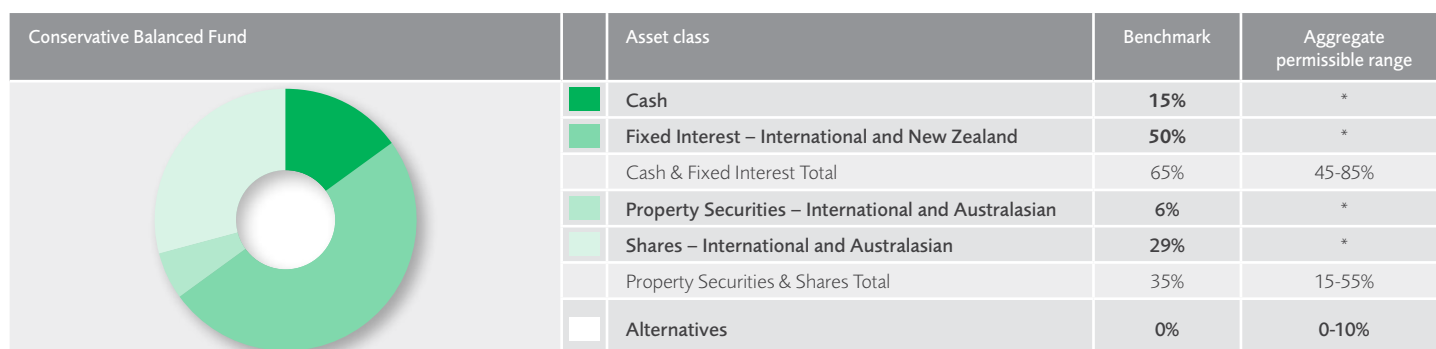 Conservative Balanced Fund Asset class Benchmark Aggregate
permissible range
Cash 15% *
Fixed Interest – International and New Zealand 50% *
Cash & Fixed Interest Total 65% 45-85%
Property Securities – International and Australasian 6% *
Shares – International and Australasian 29% *
Property Securities & Shares Total 35% 15-55%
Alternatives 0% 0-10%